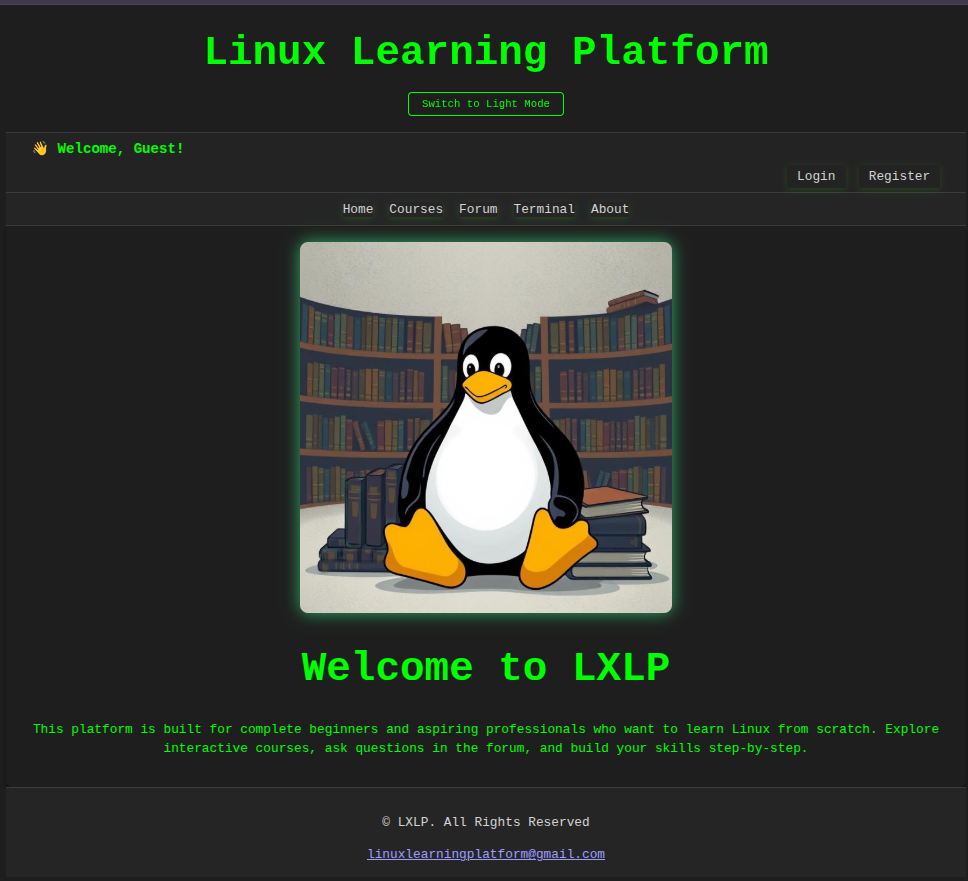 Linux Learning Platform
Switch to Light Mode
👋 Welcome, Guest!
Login Register
Home Courses Forum Terminal About
Welcome to LXLP
This platform is built for complete beginners and aspiring professionals who want to learn Linux from scratch. Explore
interactive courses, ask questions in the forum, and build your skills step-by-step.
© LXLP. All Rights Reserved
linuxlearningplatform@gmail.com